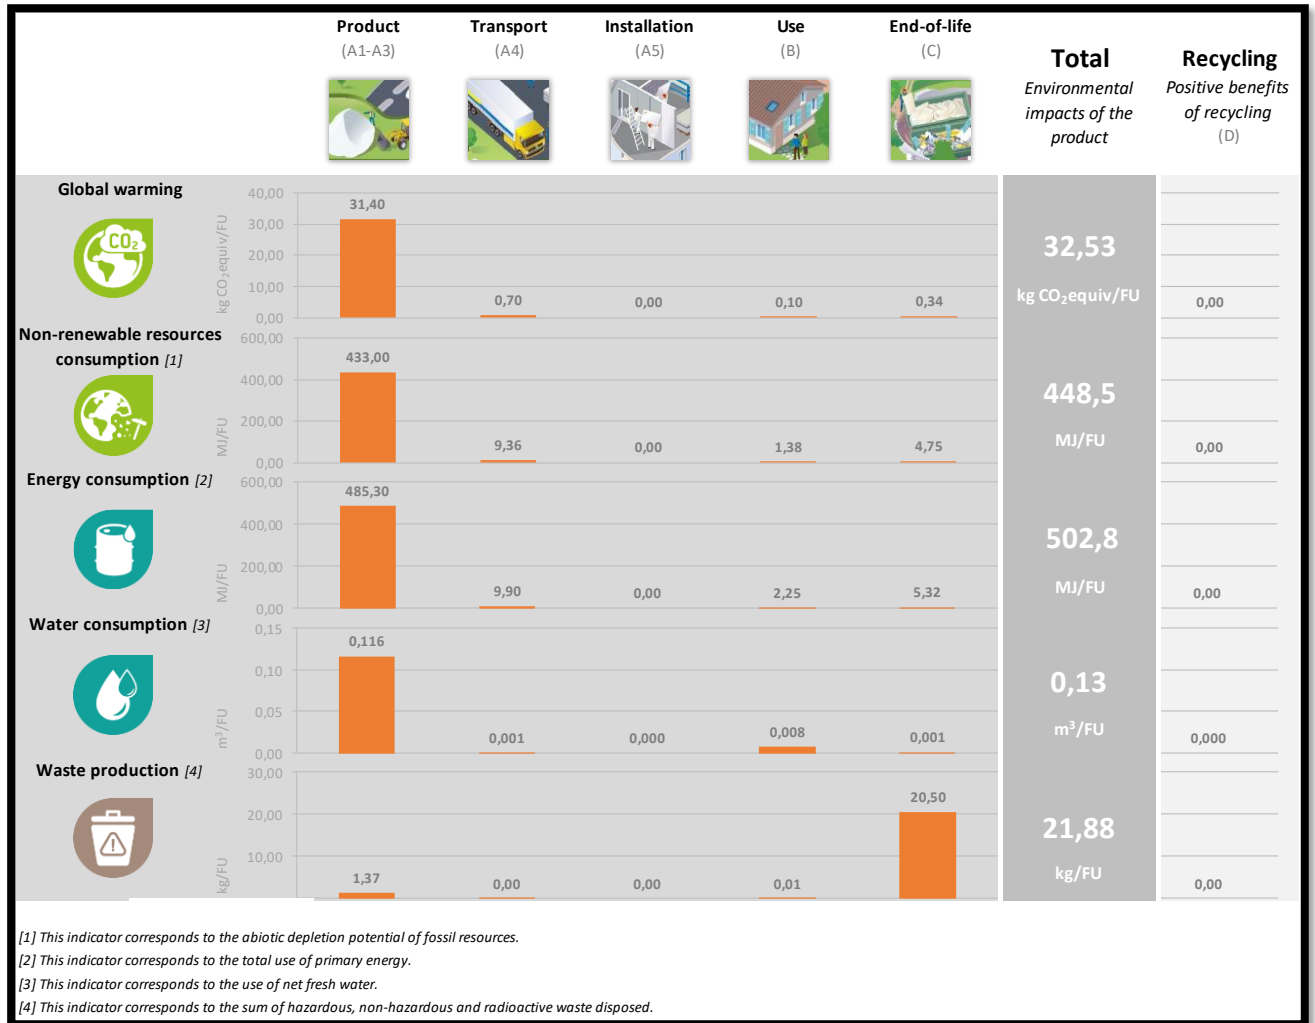 Product
(A1-A3)
Transport
(A4)
Installation
(A5)
Use
(B)
End-of-life
(C)
Total
Environmental
impacts of the
product
Recycling
Positive benefits
of recycling
(D)
Global warming
CO2
kg CO₂equiv/FU
40,00
30,00
20,00
10,00
0,00
31,40
0,70
0,00
0,10
0,34
32,53
kg CO₂equiv/FU
0,00
Non-renewable resources
consumption [1]
MJ/FU
600,00
400,00
200,00
0,00
433,00
9,36
0,00
1,38
4,75
448,5
MJ/FU
0,00
Energy consumption [2]
MJ/FU
600,00
400,00
200,00
0,00
485,30
9,90
0,00
2,25
5,32
502,8
MJ/FU
0,00
Water consumption [3]
m³/FU
0,15
0,10
0,05
0,00
0,116
0,001
0,000
0,008
0,001
0,13
m³/FU
0,000
Waste production [4]
kg/FU
30,00
20,00
10,00
1,37
0,00
0,00
0,01
20,50
21,88
kg/FU
0,00
[1] This indicator corresponds to the abiotic depletion potential of fossil resources.
[2] This indicator corresponds to the total use of primary energy.
[3] This indicator corresponds to the use of net fresh water.
[4] This indicator corresponds to the sum of hazardous, non-hazardous and radioactive waste disposed.